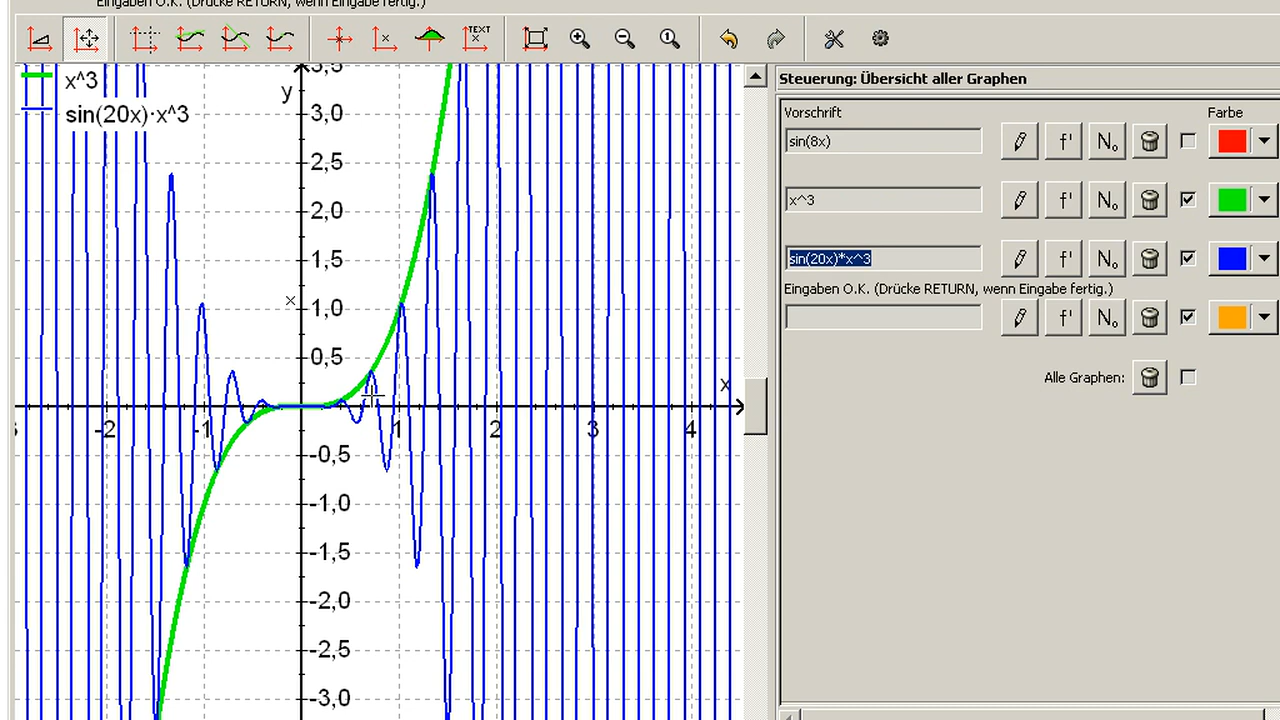 Eingaben O.K. (Drücke RETURN, wenn Eingabe fertig.)
TEXT
Steuerung: Übersicht aller Graphen
Vorschrift Farbe
sin(8x) f' N₀
x^3 f' N₀
sin(20x)*x^3 f' N₀
Eingaben O.K. (Drücke RETURN, wenn Eingabe fertig.)
f' N₀
Alle Graphen:
x^3
sin(20x)·x^3
y
3,5
3,0
2,5
2,0
1,5
1,0
0,5
x
-2 -1 1 2 3 4
-0,5
-1,0
-1,5
-2,0
-2,5
-3,0